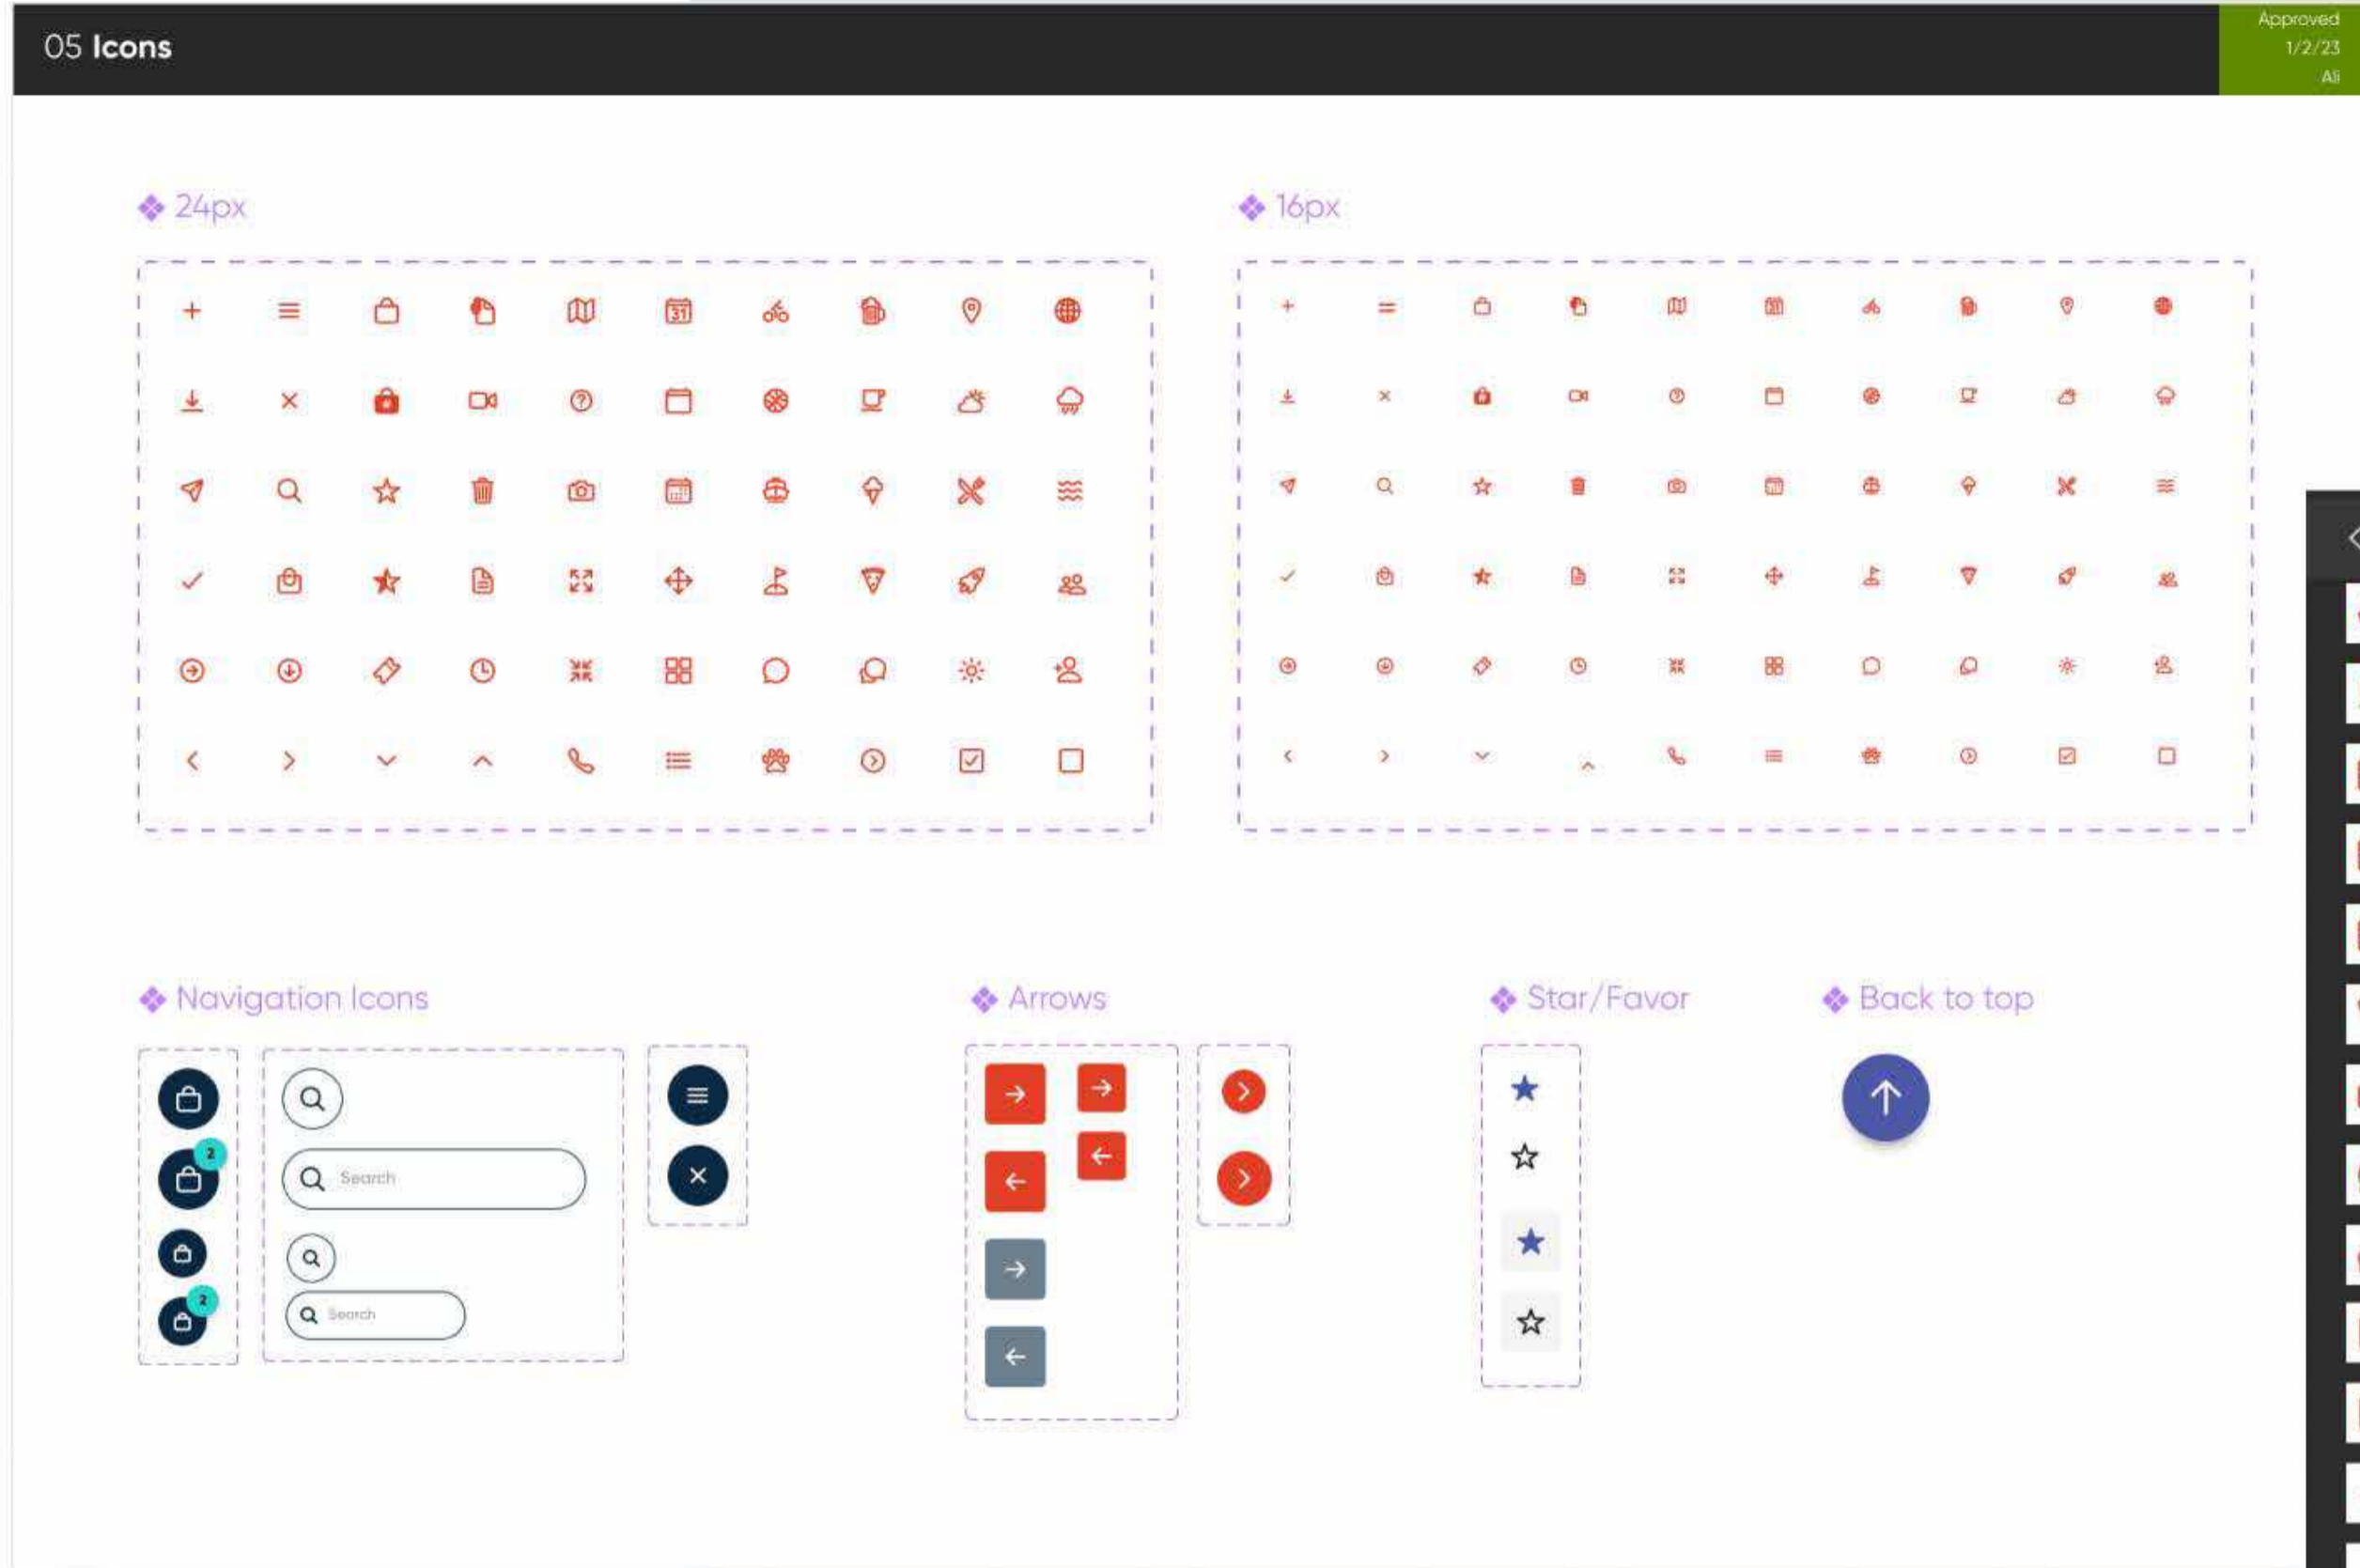 05 Icons
Approved
1/2/23
Ali
24px
16px
31
31
Navigation Icons
Arrows
Star/Favor
Back to top
2
Search
2
Search